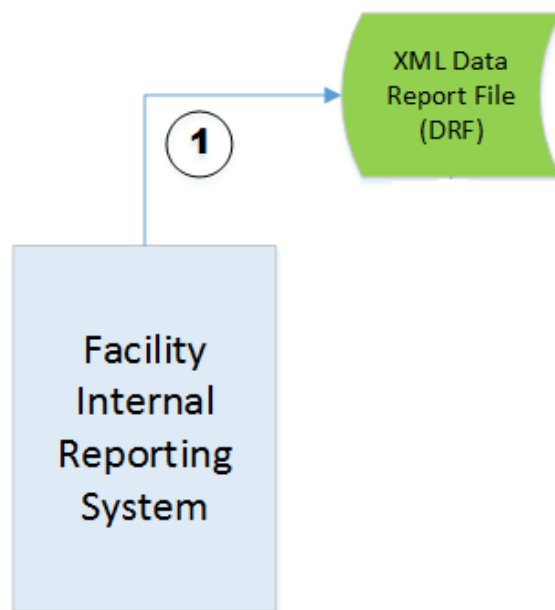 XML Data
Report File
(DRF)
1
Facility
Internal
Reporting
System